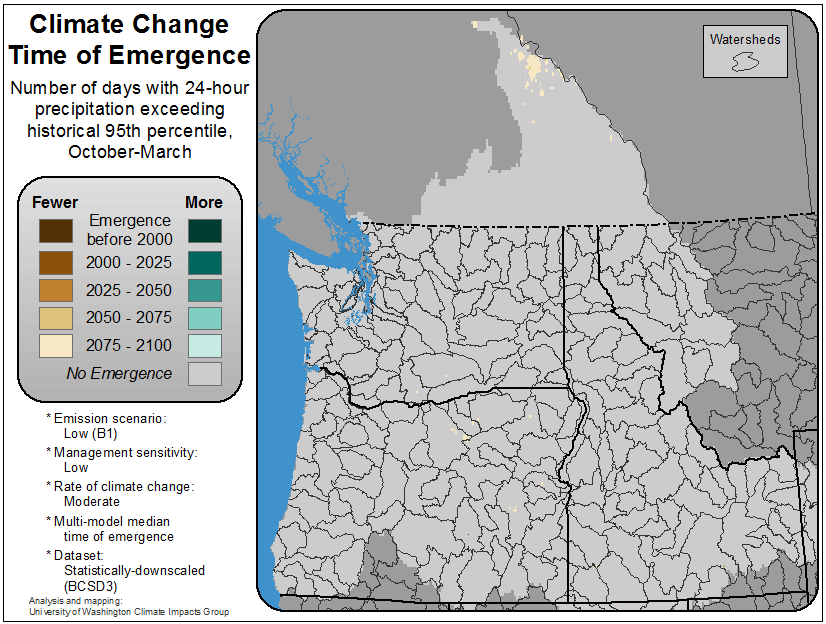 Climate Change
Time of Emergence
Number of days with 24-hour
precipitation exceeding
historical 95th percentile,
October-March
Fewer More
Emergence
before 2000
2000 - 2025
2025 - 2050
2050 - 2075
2075 - 2100
No Emergence
* Emission scenario:
Low (B1)
* Management sensitivity:
Low
* Rate of climate change:
Moderate
* Multi-model median
time of emergence
* Dataset:
Statistically-downscaled
(BCSD3)
Analysis and mapping:
University of Washington Climate Impacts Group
Watersheds